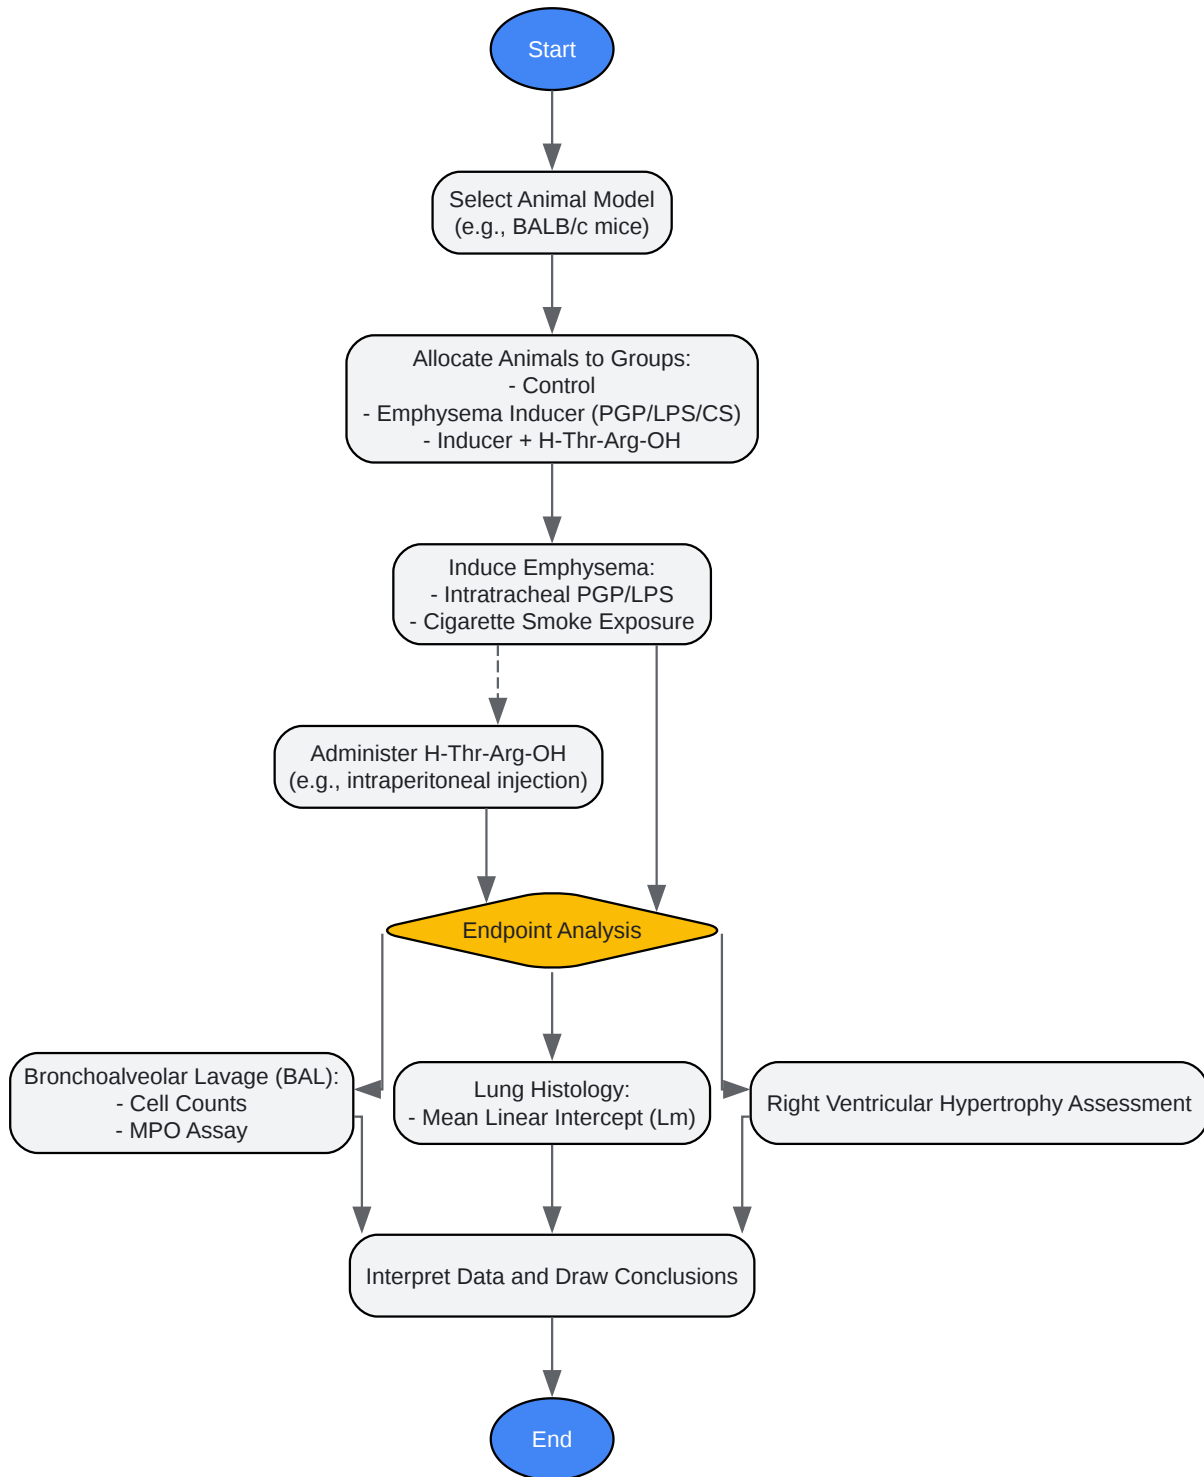 Start
Select Animal Model
(e.g., BALB/c mice)
Allocate Animals to Groups:
- Control
- Emphysema Inducer (PGP/LPS/CS)
- Inducer + H-Thr-Arg-OH
Induce Emphysema:
- Intratracheal PGP/LPS
- Cigarette Smoke Exposure
Administer H-Thr-Arg-OH
(e.g., intraperitoneal injection)
Endpoint Analysis
Bronchoalveolar Lavage (BAL):
- Cell Counts
- MPO Assay
Lung Histology:
- Mean Linear Intercept (Lm)
Right Ventricular Hypertrophy Assessment
Interpret Data and Draw Conclusions
End